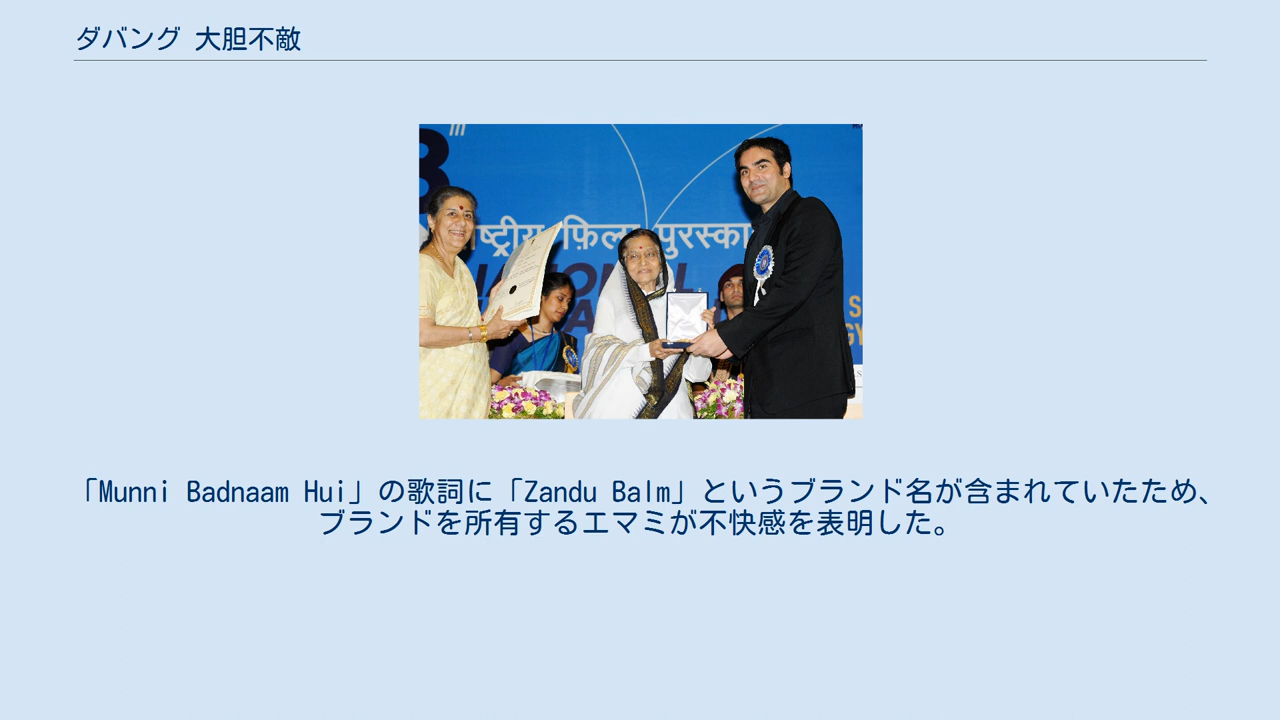 ダバング 大胆不敵
राष्ट्रीय फ़िल्म पुरस्का
NATIONAL
「Munni Badnaam Hui」の歌詞に「Zandu Balm」というブランド名が含まれていたため、
ブランドを所有するエマミが不快感を表明した。